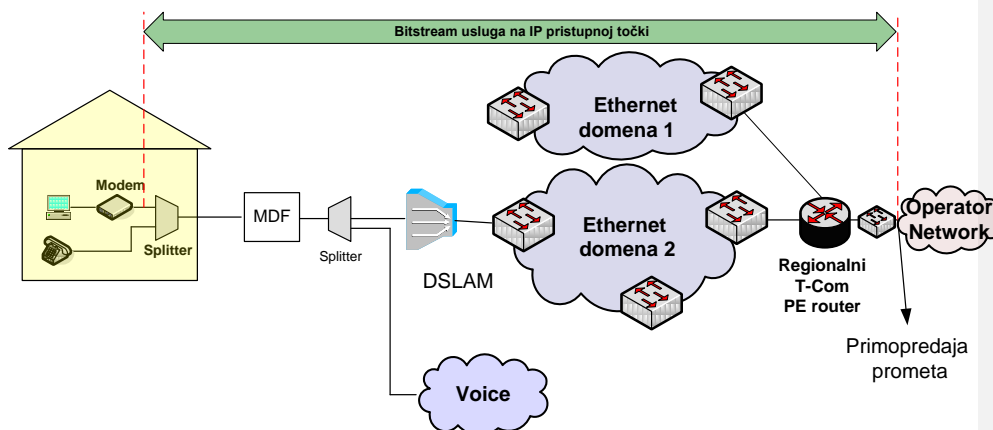 Bitstream usluga na IP pristupnoj točki
Ethernet
domena 1
Modem
Splitter
MDF
Splitter
DSLAM
Ethernet
domena 2
Regionalni
T-Com
PE router
Operator
Network
Primopredaja
prometa
Voice